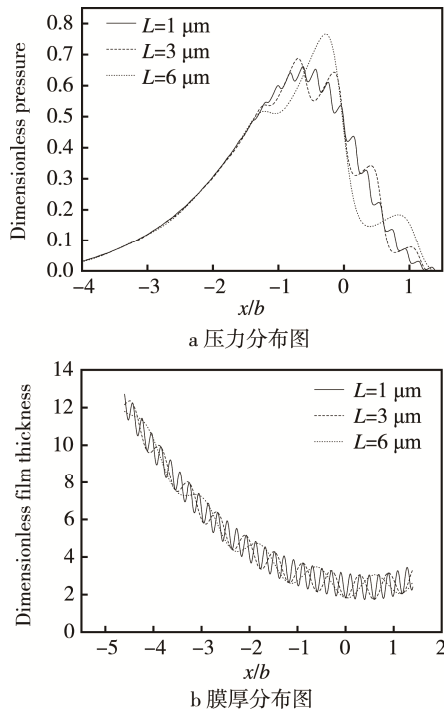 0.8
0.7
0.6
0.5
0.4
0.3
0.2
0.1
0.0
Dimensionless pressure
L=1 μm
L=3 μm
L=6 μm
−4 −3 −2 −1 0 1
x/b
a 压力分布图
14
12
10
8
6
4
2
0
Dimensionless film thickness
L=1 μm
L=3 μm
L=6 μm
−5 −4 −3 −2 −1 0 1 2
x/b
b 膜厚分布图